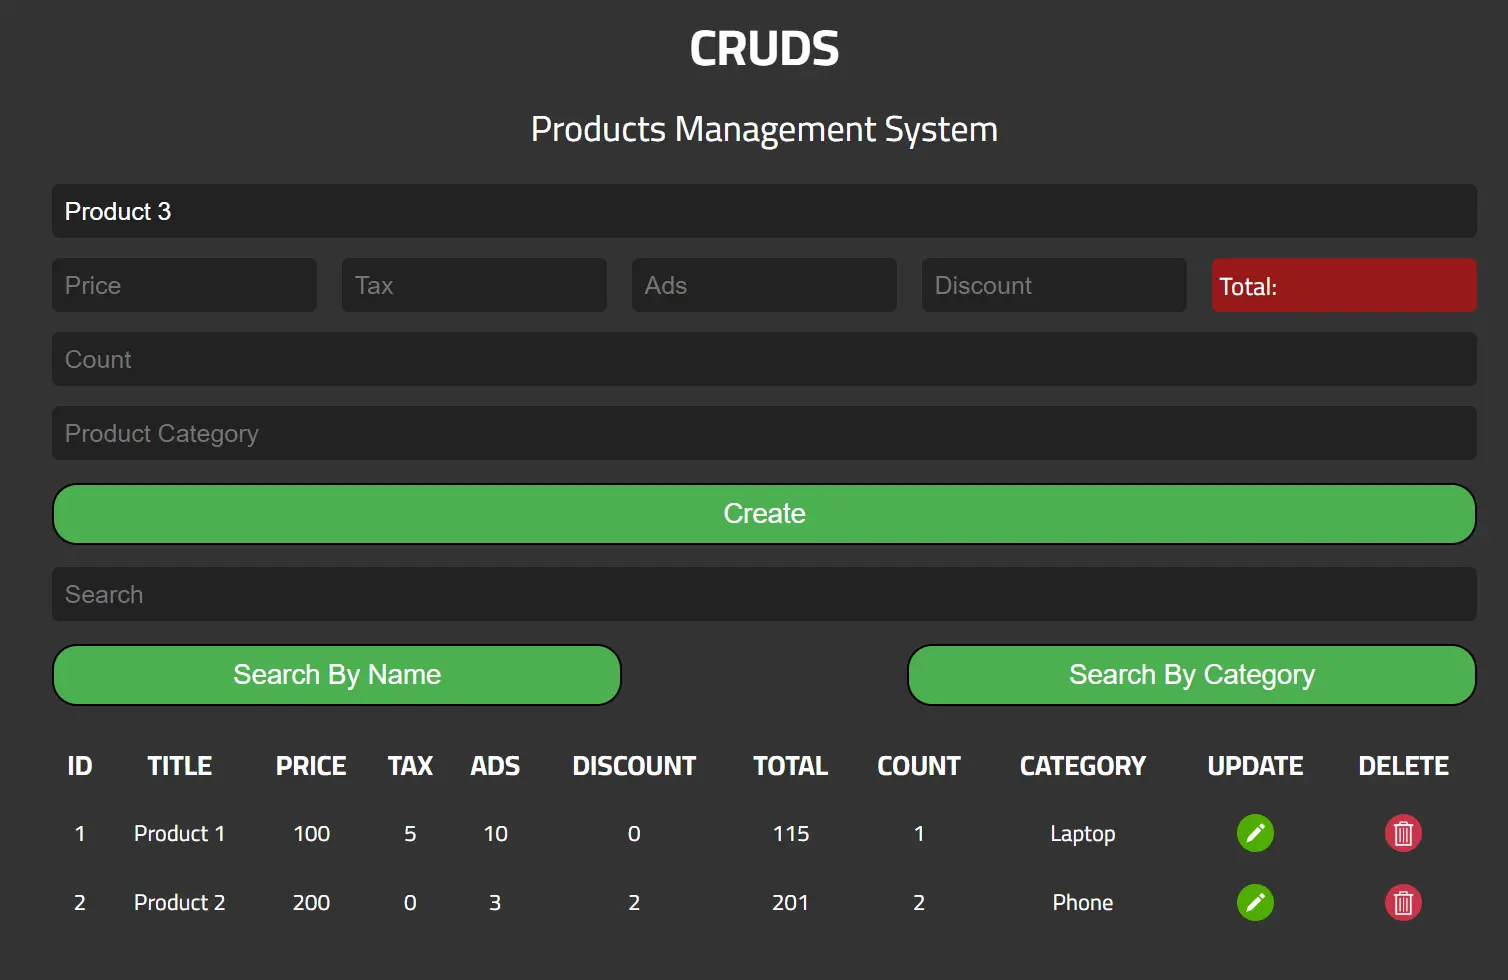 CRUDS
Products Management System
Product 3
Price Tax Ads Discount Total:
Count
Product Category
Create
Search
Search By Name Search By Category
ID TITLE PRICE TAX ADS DISCOUNT TOTAL COUNT CATEGORY UPDATE DELETE
1 Product 1 100 5 10 0 115 1 Laptop
2 Product 2 200 0 3 2 201 2 Phone